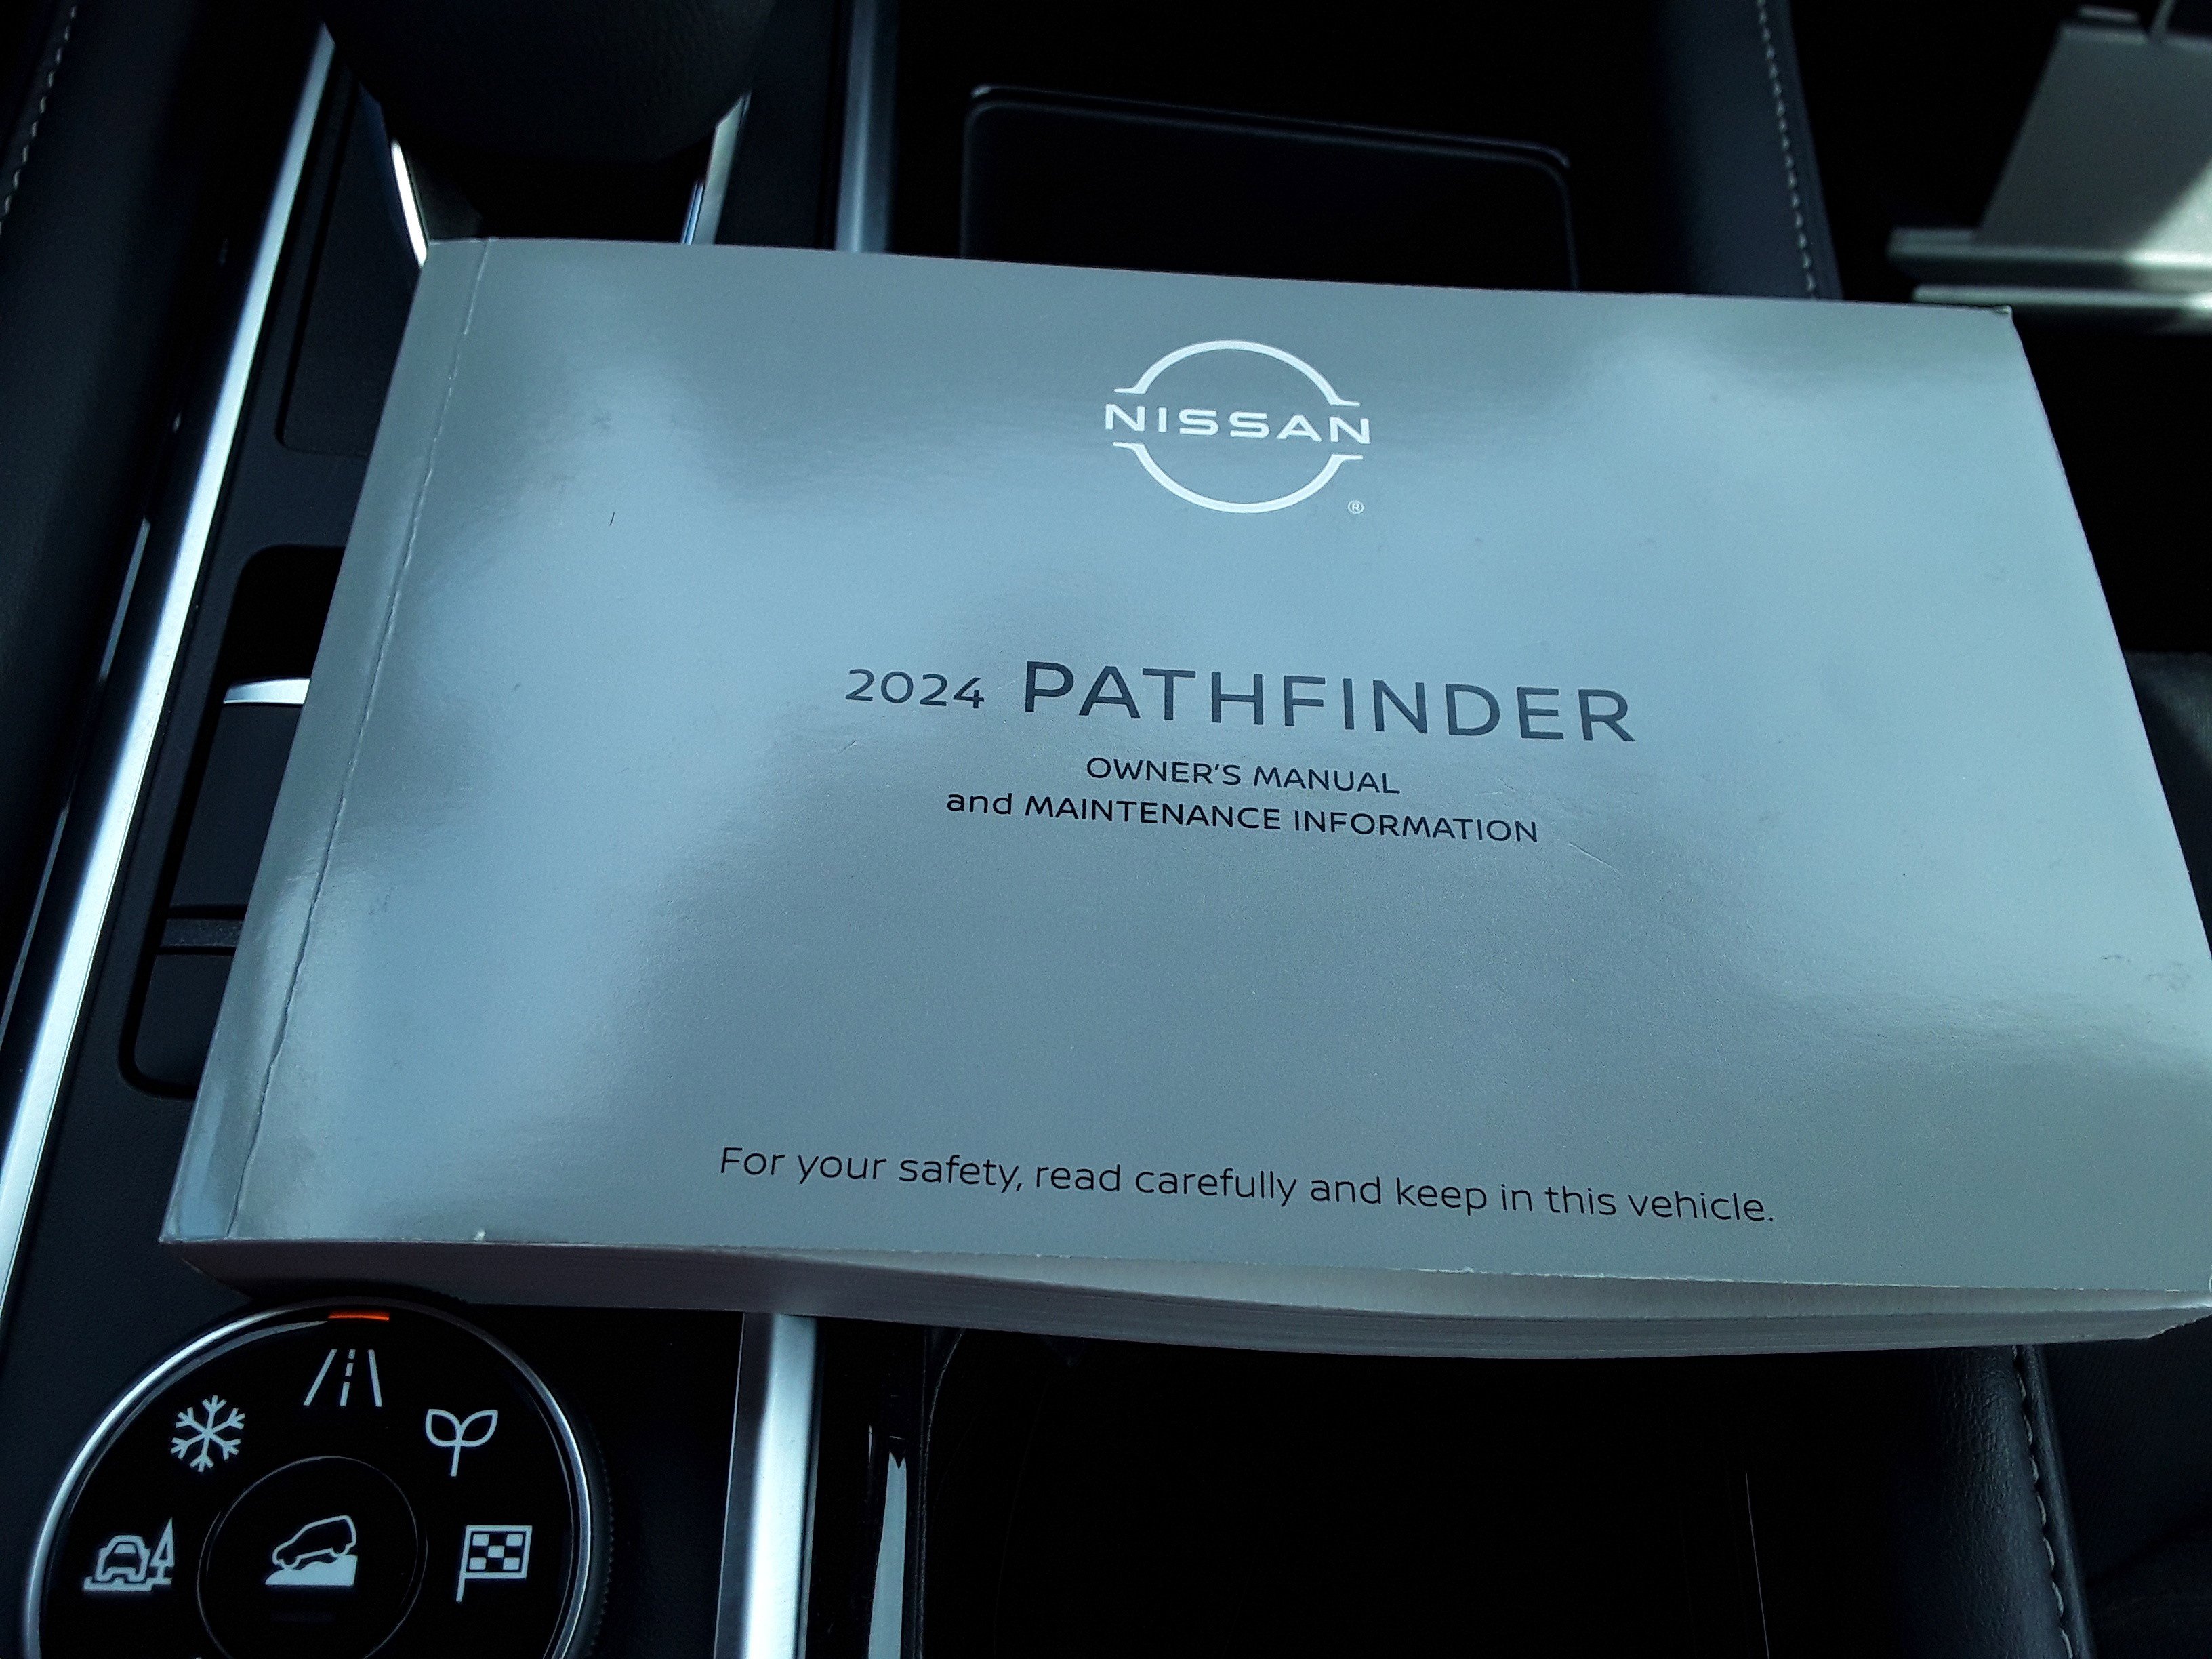 NISSAN
®
2024 PATHFINDER
OWNER'S MANUAL
and MAINTENANCE INFORMATION
For your safety, read carefully and keep in this vehicle.